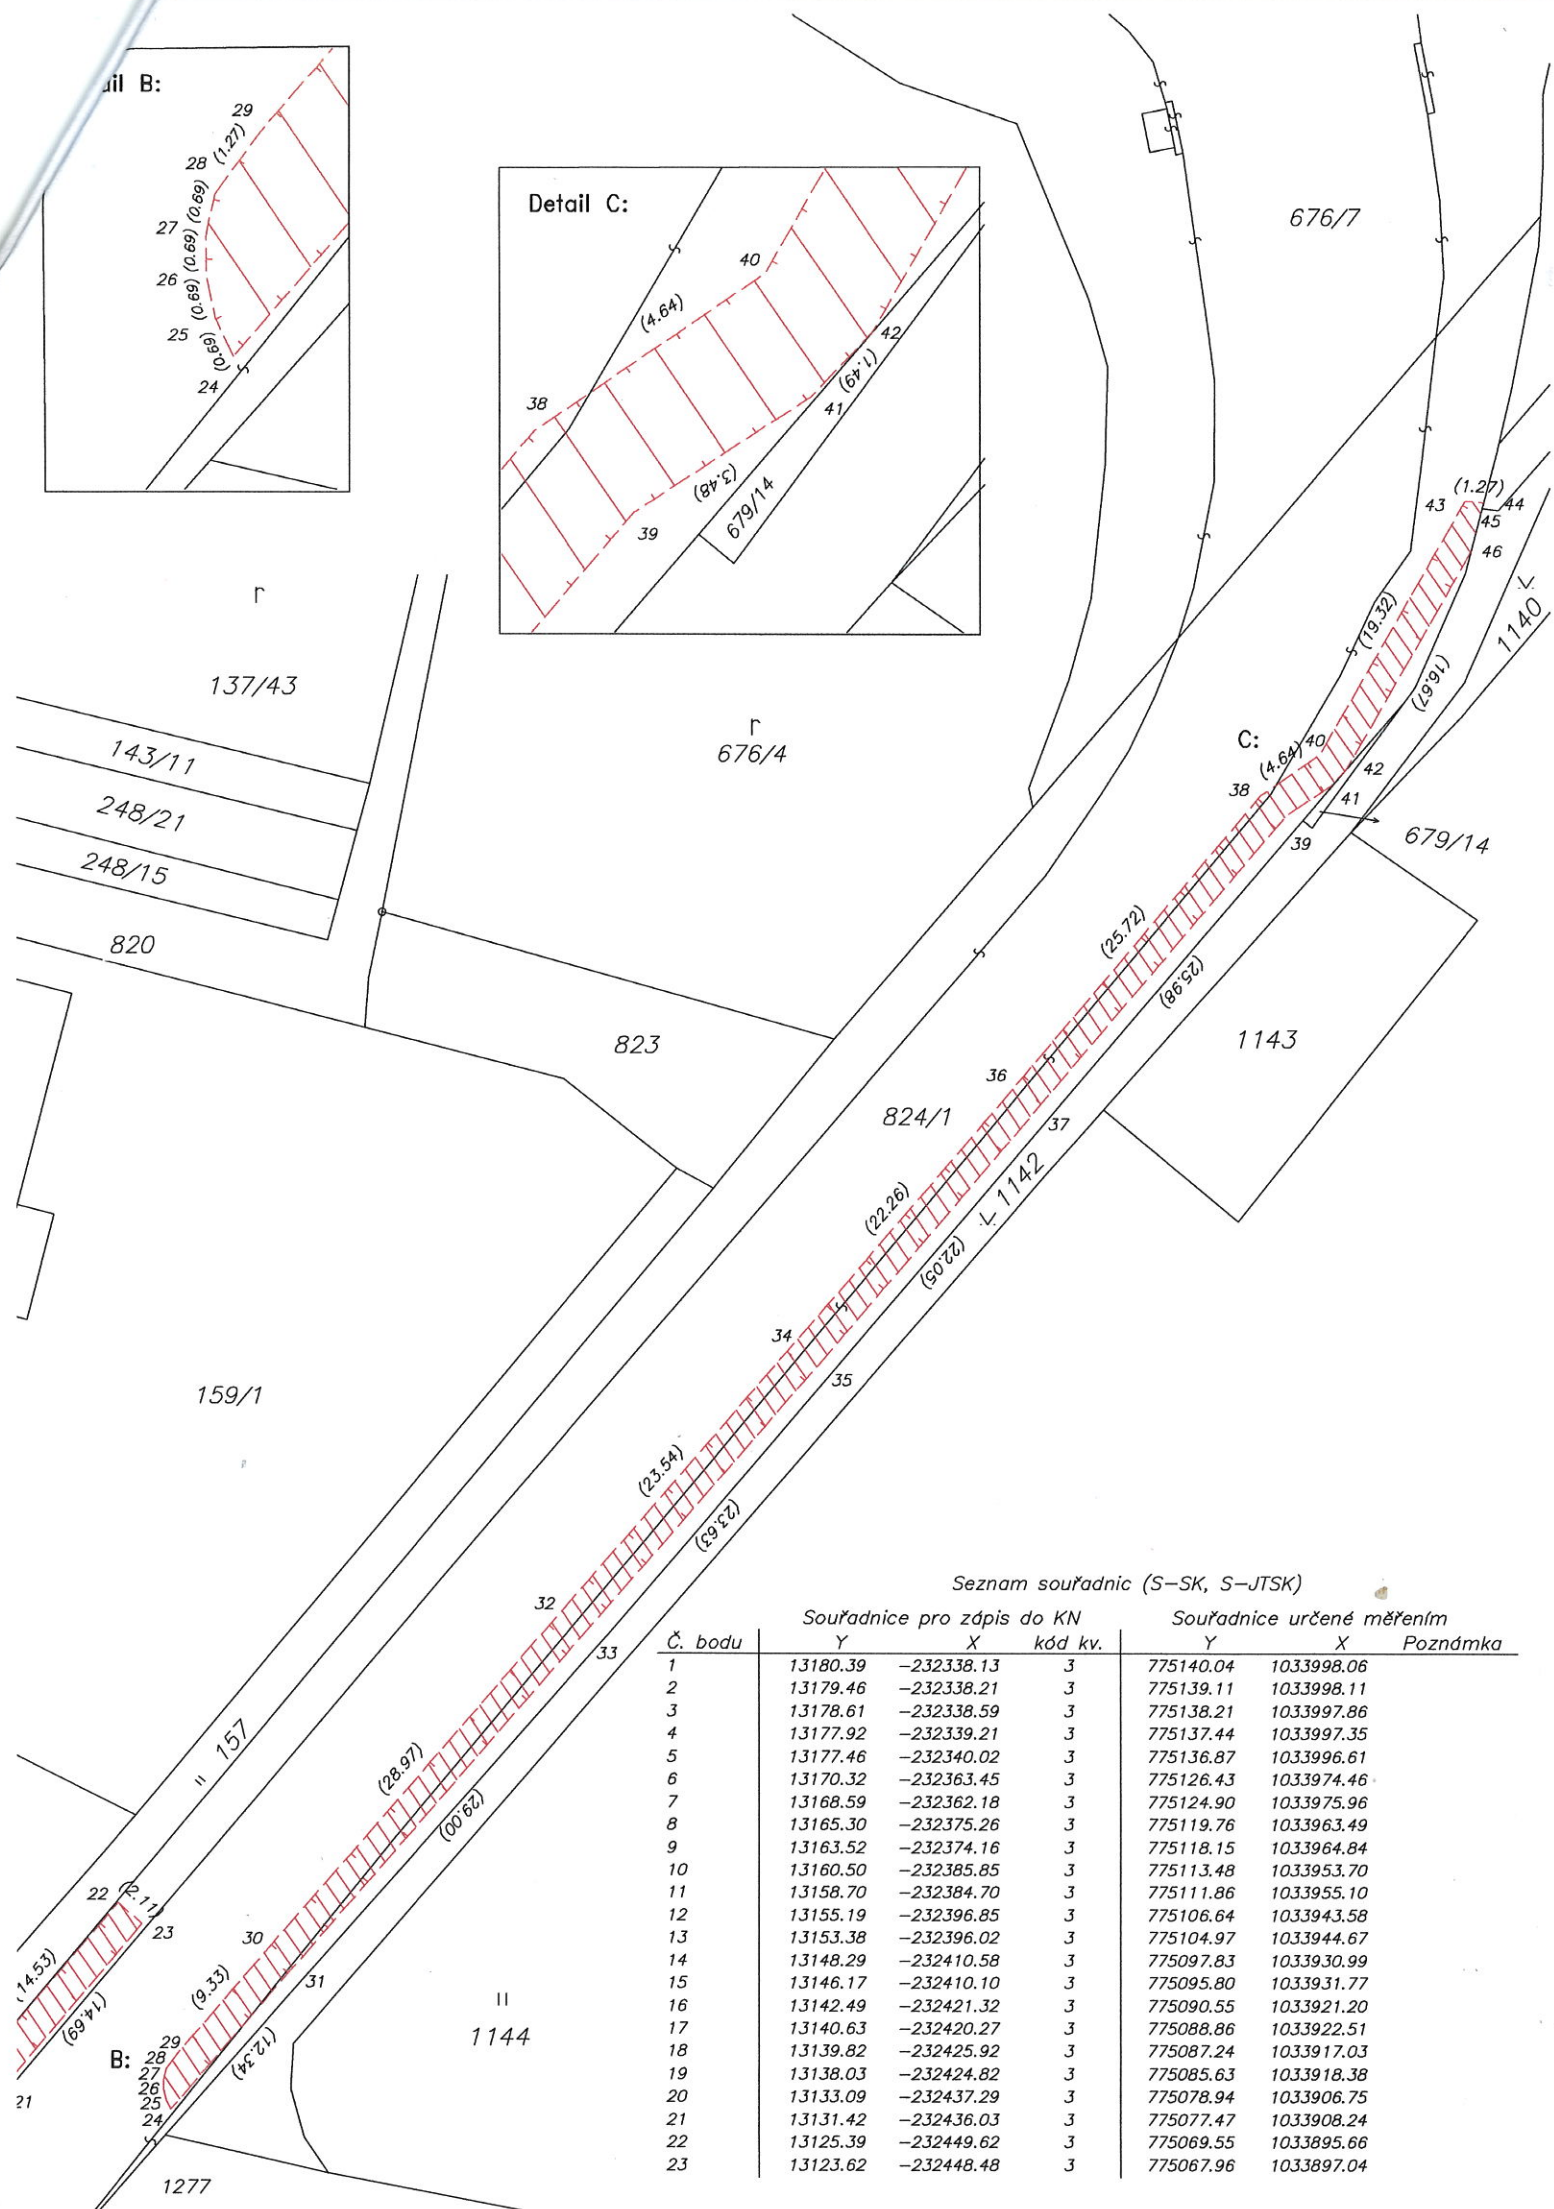 ail B:
29
(1.27)
28
(0.69)
27
(0.69)
26
(0.69)
25
(0.69)
24
Detail C:
40
(4.64)
42
(1.49)
38
41
(3.48)
39
679/14
676/7
(1.27)
43
44
45
46
(19.32)
1140
(16.67)
r
137/43
143/11
248/21
248/15
820
r
676/4
C:
40
(4.64)
42
38
41
39
679/14
(25.72)
(25.98)
823
1143
36
824/1
37
1142
(22.26)
(22.05)
34
35
159/1
(23.54)
(23.63)
32
33
157
"
(28.97)
(29.00)
22
(2.11)
23
30
31
(14.53)
(9.33)
(14.69)
29
(12.34)
28
B:
27
26
25
24
21
"
1144
1277
Seznam souřadnic (S-SK, S-JTSK)
Souřadnice pro zápis do KN Souřadnice určené měřením
Č. bodu Y X kód kv. Y X Poznámka
1 13180.39 -232338.13 3 775140.04 1033998.06
2 13179.46 -232338.21 3 775139.11 1033998.11
3 13178.61 -232338.59 3 775138.21 1033997.86
4 13177.92 -232339.21 3 775137.44 1033997.35
5 13177.46 -232340.02 3 775136.87 1033996.61
6 13170.32 -232363.45 3 775126.43 1033974.46
7 13168.59 -232362.18 3 775124.90 1033975.96
8 13165.30 -232375.26 3 775119.76 1033963.49
9 13163.52 -232374.16 3 775118.15 1033964.84
10 13160.50 -232385.85 3 775113.48 1033953.70
11 13158.70 -232384.70 3 775111.86 1033955.10
12 13155.19 -232396.85 3 775106.64 1033943.58
13 13153.38 -232396.02 3 775104.97 1033944.67
14 13148.29 -232410.58 3 775097.83 1033930.99
15 13146.17 -232410.10 3 775095.80 1033931.77
16 13142.49 -232421.32 3 775090.55 1033921.20
17 13140.63 -232420.27 3 775088.86 1033922.51
18 13139.82 -232425.92 3 775087.24 1033917.03
19 13138.03 -232424.82 3 775085.63 1033918.38
20 13133.09 -232437.29 3 775078.94 1033906.75
21 13131.42 -232436.03 3 775077.47 1033908.24
22 13125.39 -232449.62 3 775069.55 1033895.66
23 13123.62 -232448.48 3 775067.96 1033897.04